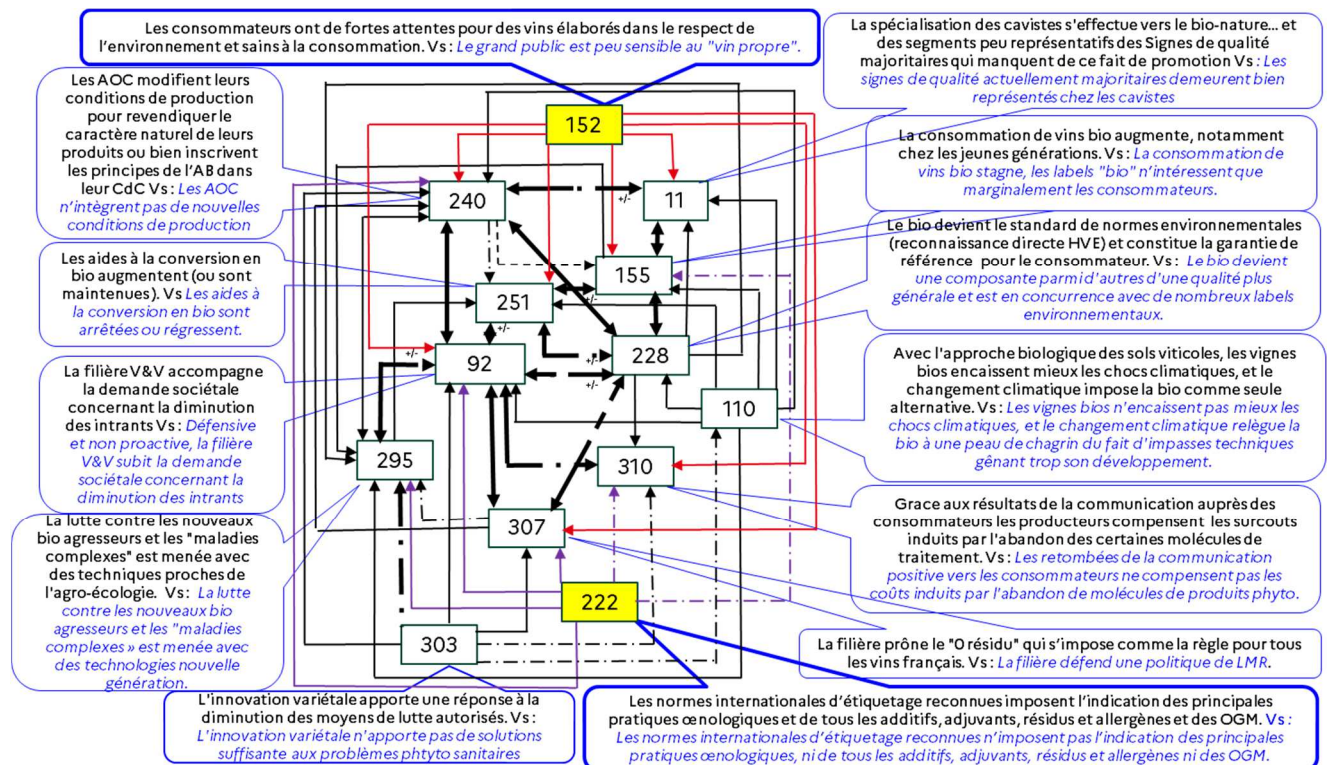 Les consommateurs ont de fortes attentes pour des vins élaborés dans le respect de
l'environnement et sains à la consommation. Vs : Le grand public est peu sensible au "vin propre".
La spécialisation des cavistes s'effectue vers le bio-nature... et
des segments peu représentatifs des Signes de qualité
majoritaires qui manquent de ce fait de promotion Vs : Les
signes de qualité actuellement majoritaires demeurent bien
représentés chez les cavistes
Les AOC modifient leurs
conditions de production
pour revendiquer le
caractère naturel de leurs
produits ou bien inscrivent
les principes de l'AB dans
leur CdC Vs : Les AOC
n'intègrent pas de nouvelles
conditions de production
La consommation de vins bio augmente, notamment
chez les jeunes générations. Vs : La consommation de
vins bio stagne, les labels "bio" n'intéressent que
marginalement les consommateurs.
Le bio devient le standard de normes environnementales
(reconnaissance directe HVE) et constitue la garantie de
référence pour le consommateur. Vs : Le bio devient
une composante parmi d'autres d'une qualité plus
générale et est en concurrence avec de nombreux labels
environnementaux.
Les aides à la conversion en
bio augmentent (ou sont
maintenues). Vs Les aides à
la conversion en bio sont
arrêtées ou régressent.
Avec l'approche biologique des sols viticoles, les vignes
bios encaissent mieux les chocs climatiques, et le
changement climatique impose la bio comme seule
alternative. Vs : Les vignes bios n'encaissent pas mieux les
chocs climatiques, et le changement climatique relègue la
bio à une peau de chagrin du fait d'impasses techniques
gênant trop son développement.
La filière V&V accompagne
la demande sociétale
concernant la diminution
des intrants Vs : Défensive
et non proactive, la filière
V&V subit la demande
sociétale concernant la
diminution des intrants
Grace aux résultats de la communication auprès des
consommateurs les producteurs compensent les surcouts
induits par l'abandon des certaines molécules de
traitement. Vs : Les retombées de la communication
positive vers les consommateurs ne compensent pas les
coûts induits par l'abandon de molécules de produits phyto.
La lutte contre les nouveaux
bio agresseurs et les "maladies
complexes" est menée avec
des techniques proches de
l'agro-écologie. Vs : La lutte
contre les nouveaux bio
agresseurs et les "maladies
complexes » est menée avec
des technologies nouvelle
génération.
La filière prône le "0 résidu" qui s'impose comme la règle pour tous
les vins français. Vs : La filière défend une politique de LMR.
L'innovation variétale apporte une réponse à la
diminution des moyens de lutte autorisés. Vs :
L'innovation variétale n'apporte pas de solutions
suffisante aux problèmes phtyto sanitaires
Les normes internationales d'étiquetage reconnues imposent l'indication des principales
pratiques œnologiques et de tous les additifs, adjuvants, résidus et allergènes et des OGM. Vs :
Les normes internationales d'étiquetage reconnues n'imposent pas l'indication des principales
pratiques œnologiques, ni de tous les additifs, adjuvants, résidus et allergènes ni des OGM.
152
240
11
+/-
155
251
+/-
228
92
+/-
+/-
+/-
110
295
310
307
222
303